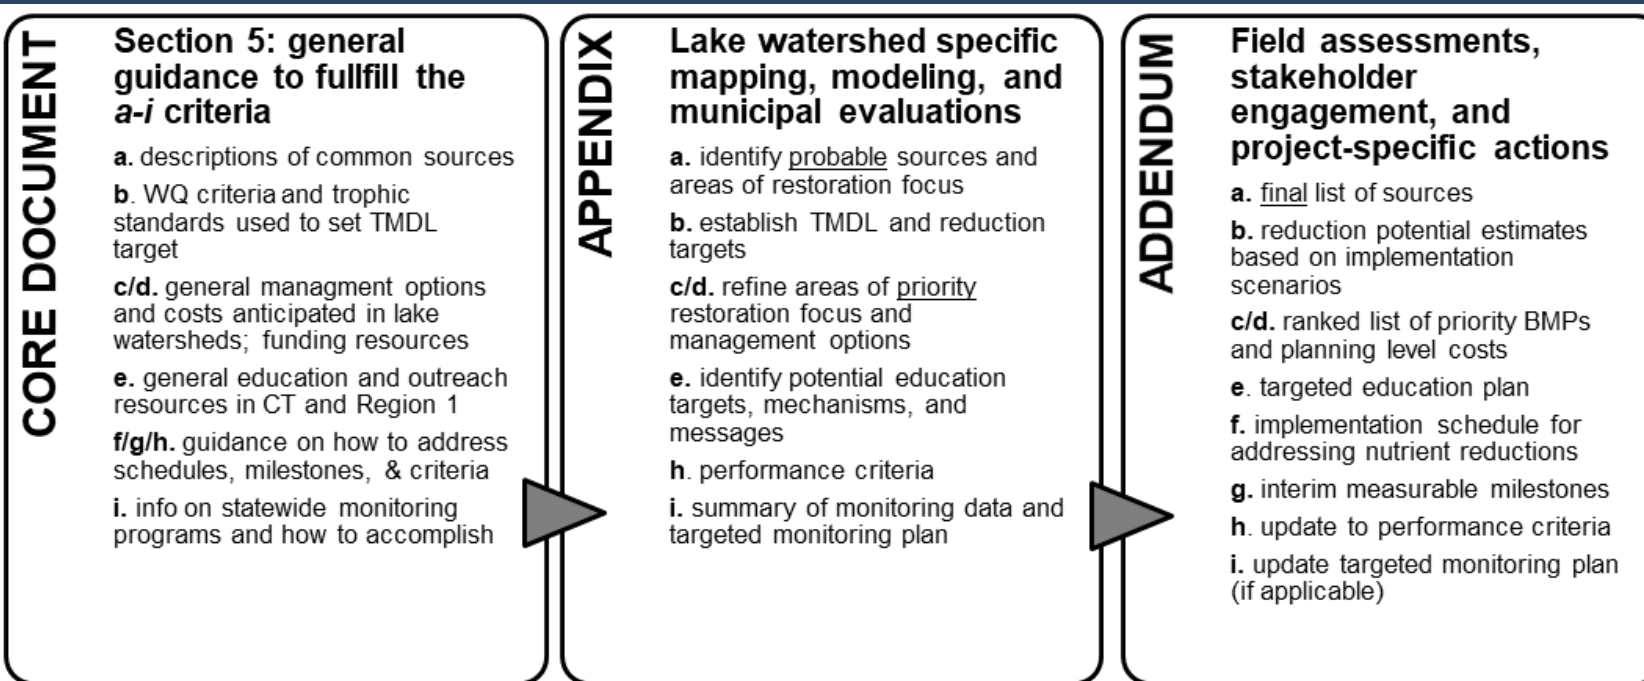 CORE DOCUMENT
Section 5: general
guidance to fullfill the
a-i criteria
a. descriptions of common sources
b. WQ criteria and trophic
standards used to set TMDL
target
c/d. general managment options
and costs anticipated in lake
watersheds; funding resources
e. general education and outreach
resources in CT and Region 1
f/g/h. guidance on how to address
schedules, milestones, & criteria
i. info on statewide monitoring
programs and how to accomplish
APPENDIX
Lake watershed specific
mapping, modeling, and
municipal evaluations
a. identify probable sources and
areas of restoration focus
b. establish TMDL and reduction
targets
c/d. refine areas of priority
restoration focus and
management options
e. identify potential education
targets, mechanisms, and
messages
h. performance criteria
i. summary of monitoring data and
targeted monitoring plan
ADDENDUM
Field assessments,
stakeholder
engagement, and
project-specific actions
a. final list of sources
b. reduction potential estimates
based on implementation
scenarios
c/d. ranked list of priority BMPs
and planning level costs
e. targeted education plan
f. implementation schedule for
addressing nutrient reductions
g. interim measurable milestones
h. update to performance criteria
i. update targeted monitoring plan
(if applicable)